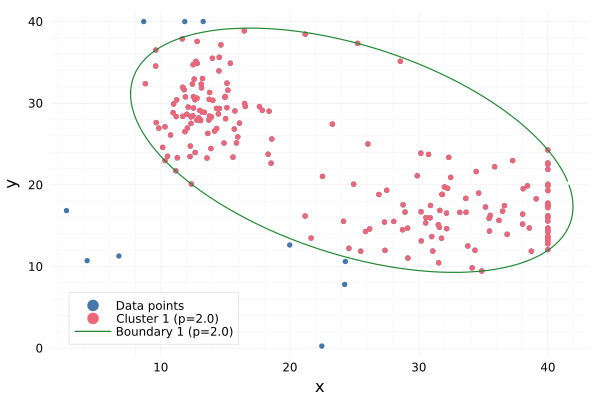 40
30
20
10
0
y
Data points
Cluster 1 (p=2.0)
Boundary 1 (p=2.0)
10 20 30 40
x